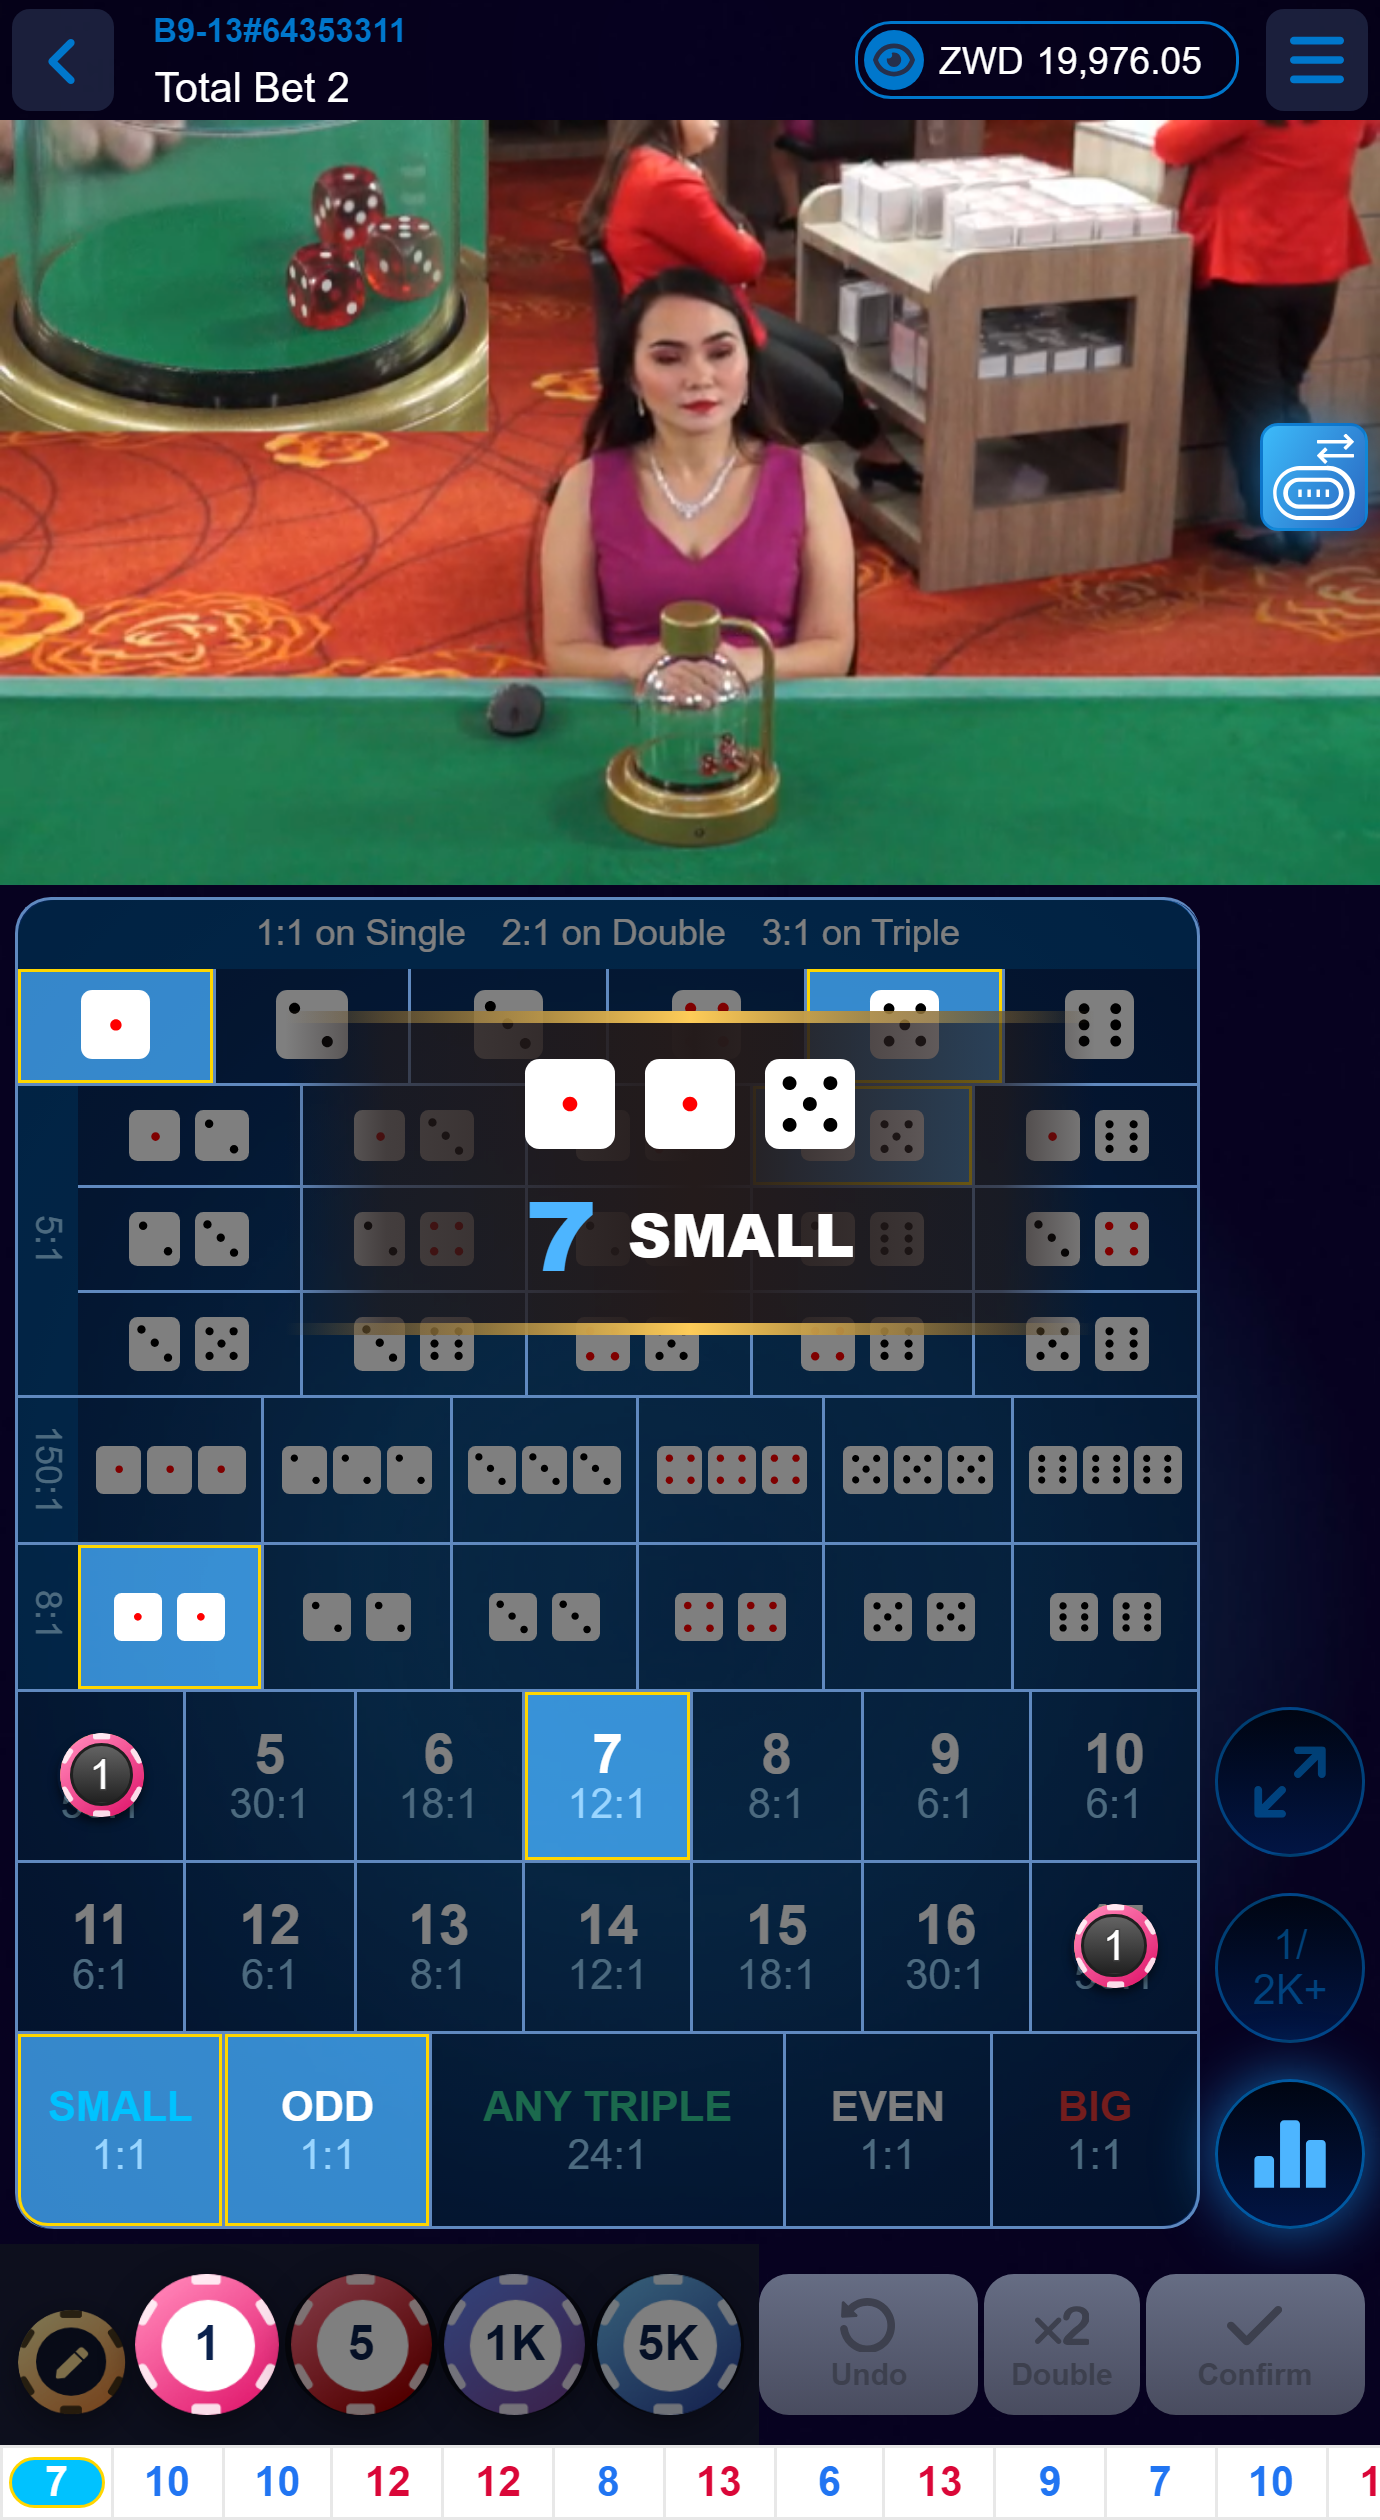 B9-13#64353311
Total Bet 2
ZWD 19,976.05
1:1 on Single 2:1 on Double 3:1 on Triple
7 SMALL
5:1
150:1
8:1
1
5 6 7 8 9 10
30:1 18:1 12:1 8:1 6:1 6:1
11 12 13 14 15 16
1
6:1 6:1 8:1 12:1 18:1 30:1
1/
2K+
SMALL ODD ANY TRIPLE EVEN BIG
1:1 1:1 24:1 1:1 1:1
1 5 1K 5K
x2
Undo Double Confirm
7 10 10 12 12 8 13 6 13 9 7 10